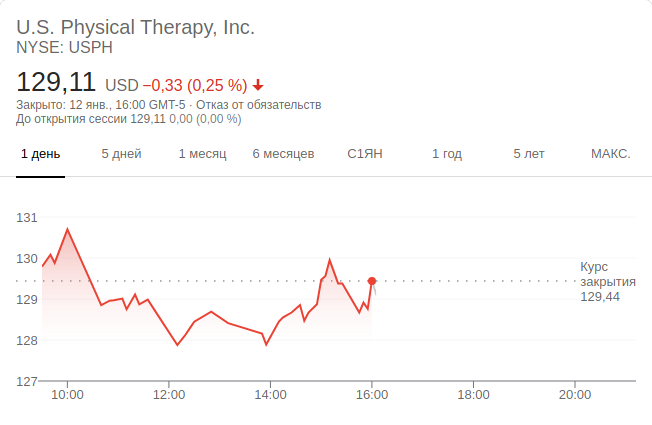 U.S. Physical Therapy, Inc.
NYSE: USPH
129,11 USD −0,33 (0,25 %)
Закрыто: 12 янв., 16:00 GMT-5 · Отказ от обязательств
До открытия сессии 129,11 0,00 (0,00 %)
1 день 5 дней 1 месяц 6 месяцев С1ЯН 1 год 5 лет МАКС.
131
130
Курс
закрытия
129,44
129
128
127
10:00 12:00 14:00 16:00 18:00 20:00